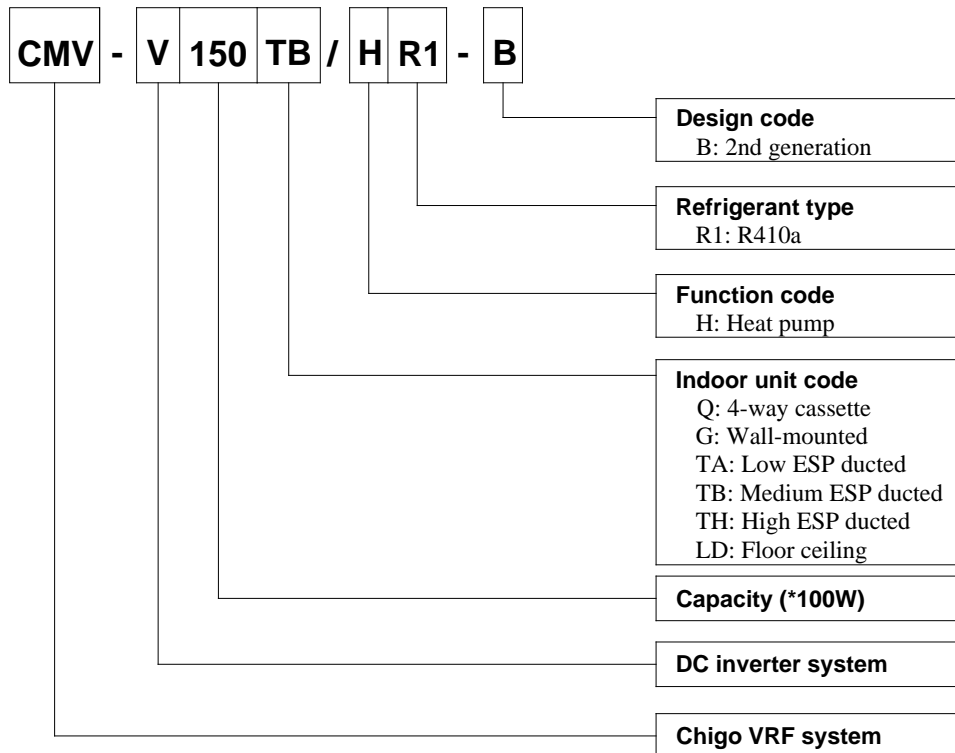 CMV - V 150 TB / H R1 - B
Design code
B: 2nd generation
Refrigerant type
R1: R410a
Function code
H: Heat pump
Indoor unit code
Q: 4-way cassette
G: Wall-mounted
TA: Low ESP ducted
TB: Medium ESP ducted
TH: High ESP ducted
LD: Floor ceiling
Capacity (*100W)
DC inverter system
Chigo VRF system